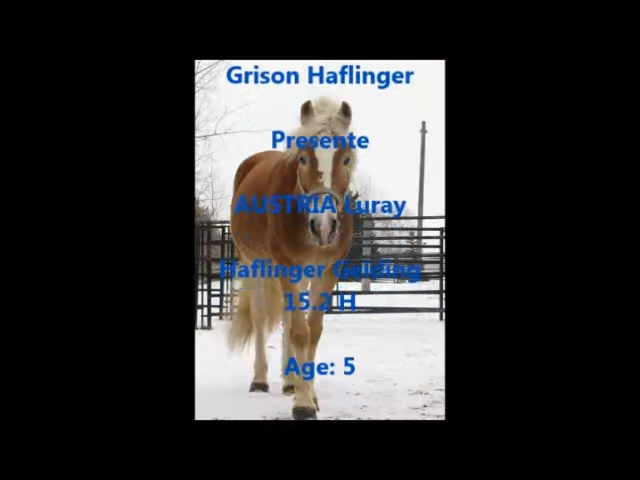 Grison Haflinger
Presente
AUSTRIA Luray
Haflinger Gelding
15.2 H
Age: 5